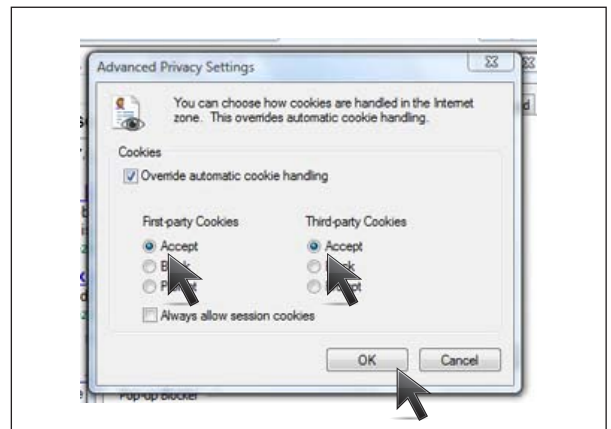 Advanced Privacy Settings
You can choose how cookies are handled in the Internet
zone. This overrides automatic cookie handling.
Cookies
Override automatic cookie handling
First-party Cookies Third-party Cookies
Accept Accept
Always allow session cookies
OK Cancel
Pop-up Blocker